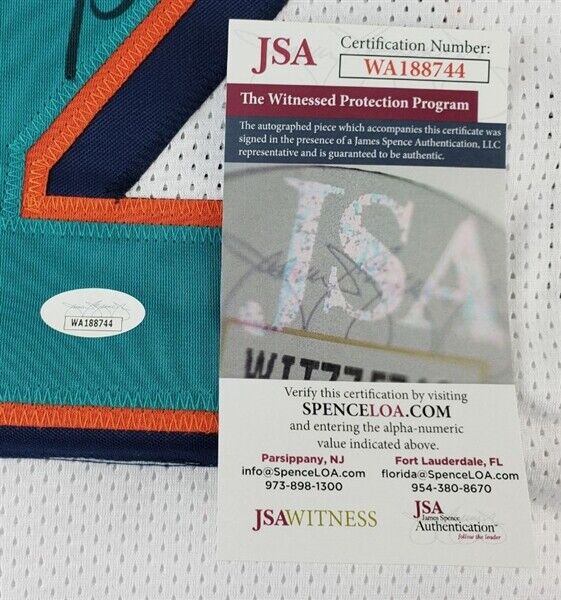 JSA
Certification Number:
WA188744
The Witnessed Protection Program
The autographed piece which accompanies this certificate was
signed in the presence of a James Spence Authentication, LLC
representative and is guaranteed to be authentic.
JSA
WA188744
Verify this certification by visiting
SPENCELOA.COM
and entering the alpha-numeric
value indicated above.
Parsippany, NJ
info@SpenceLOA.com
973-898-1300
Fort Lauderdale, FL
florida@SpenceLOA.com
954-380-8670
JSAWITNESS
JSA
James Spence
Authentication
follow the leader